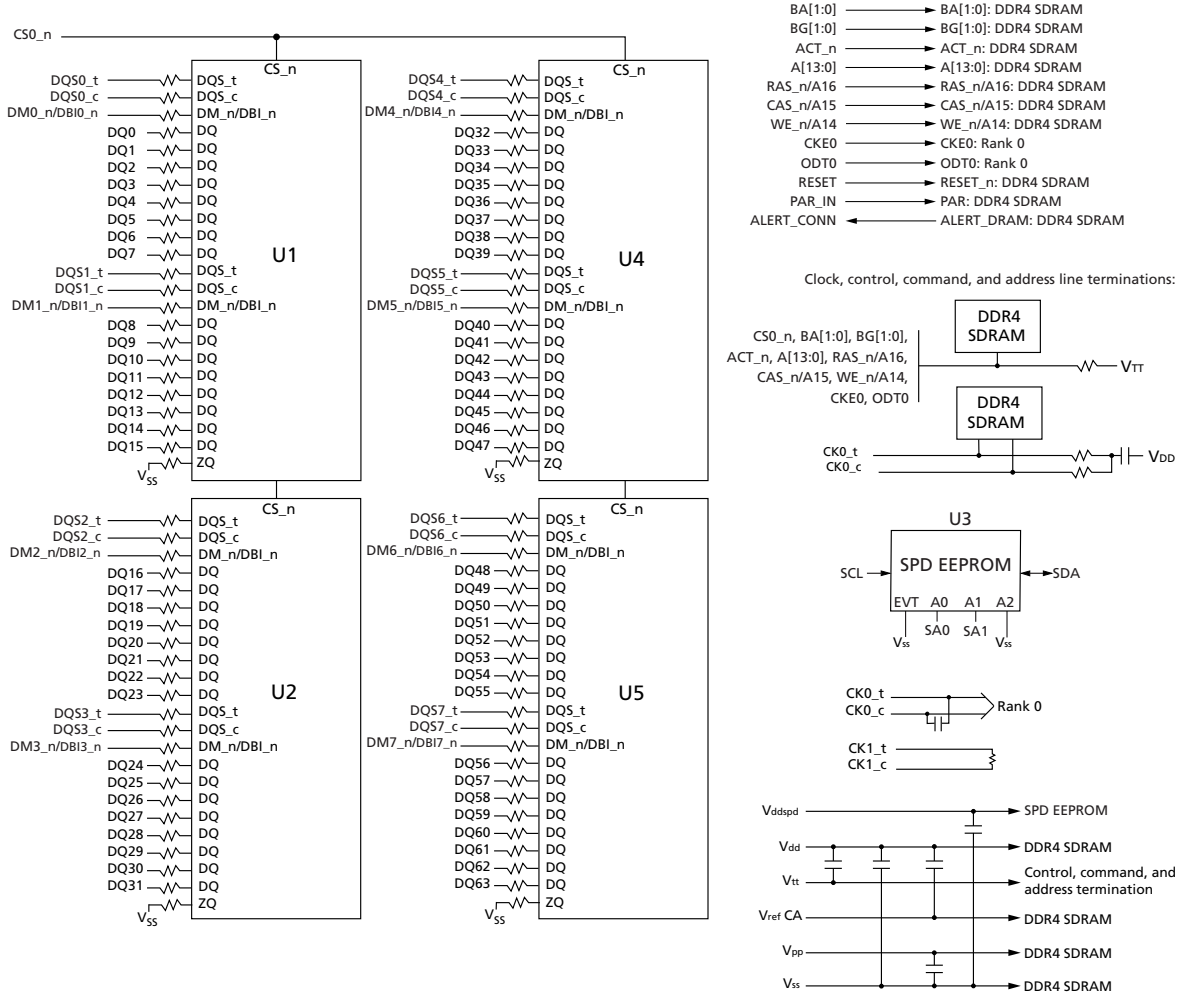 CS0_n
CS_n
DQS0_t DQS_t
DQS0_c DQS_c
DM0_n/DBI0_n DM_n/DBI_n
DQ0 DQ
DQ1 DQ
DQ2 DQ
DQ3 DQ
DQ4 DQ
DQ5 DQ
DQ6 DQ
DQ7 DQ
U1
DQS1_t DQS_t
DQS1_c DQS_c
DM1_n/DBI1_n DM_n/DBI_n
DQ8 DQ
DQ9 DQ
DQ10 DQ
DQ11 DQ
DQ12 DQ
DQ13 DQ
DQ14 DQ
DQ15 DQ
VSS ZQ
CS_n
DQS2_t DQS_t
DQS2_c DQS_c
DM2_n/DBI2_n DM_n/DBI_n
DQ16 DQ
DQ17 DQ
DQ18 DQ
DQ19 DQ
DQ20 DQ
DQ21 DQ
DQ22 DQ
DQ23 DQ
U2
DQS3_t DQS_t
DQS3_c DQS_c
DM3_n/DBI3_n DM_n/DBI_n
DQ24 DQ
DQ25 DQ
DQ26 DQ
DQ27 DQ
DQ28 DQ
DQ29 DQ
DQ30 DQ
DQ31 DQ
VSS ZQ
CS_n
DQS4_t DQS_t
DQS4_c DQS_c
DM4_n/DBI4_n DM_n/DBI_n
DQ32 DQ
DQ33 DQ
DQ34 DQ
DQ35 DQ
DQ36 DQ
DQ37 DQ
DQ38 DQ
DQ39 DQ
U4
DQS5_t DQS_t
DQS5_c DQS_c
DM5_n/DBI5_n DM_n/DBI_n
DQ40 DQ
DQ41 DQ
DQ42 DQ
DQ43 DQ
DQ44 DQ
DQ45 DQ
DQ46 DQ
DQ47 DQ
VSS ZQ
CS_n
DQS6_t DQS_t
DQS6_c DQS_c
DM6_n/DBI6_n DM_n/DBI_n
DQ48 DQ
DQ49 DQ
DQ50 DQ
DQ51 DQ
DQ52 DQ
DQ53 DQ
DQ54 DQ
DQ55 DQ
U5
DQS7_t DQS_t
DQS7_c DQS_c
DM7_n/DBI7_n DM_n/DBI_n
DQ56 DQ
DQ57 DQ
DQ58 DQ
DQ59 DQ
DQ60 DQ
DQ61 DQ
DQ62 DQ
DQ63 DQ
VSS ZQ
BA[1:0] BA[1:0]: DDR4 SDRAM
BG[1:0] BG[1:0]: DDR4 SDRAM
ACT_n ACT_n: DDR4 SDRAM
A[13:0] A[13:0]: DDR4 SDRAM
RAS_n/A16 RAS_n/A16: DDR4 SDRAM
CAS_n/A15 CAS_n/A15: DDR4 SDRAM
WE_n/A14 WE_n/A14: DDR4 SDRAM
CKE0 CKE0: Rank 0
ODT0 ODT0: Rank 0
RESET RESET_n: DDR4 SDRAM
PAR_IN PAR: DDR4 SDRAM
ALERT_CONN ALERT_DRAM: DDR4 SDRAM
Clock, control, command, and address line terminations:
DDR4
SDRAM
CS0_n, BA[1:0], BG[1:0],
ACT_n, A[13:0], RAS_n/A16,
CAS_n/A15, WE_n/A14,
CKE0, ODT0
VTT
DDR4
SDRAM
CK0_t
CK0_c
VDD
U3
SPD EEPROM
SCL SDA
EVT A0 A1 A2
Vss SA0 SA1 Vss
CK0_t
CK0_c
Rank 0
CK1_t
CK1_c
Vddspd SPD EEPROM
Vdd DDR4 SDRAM
Vtt Control, command, and
address termination
Vref CA DDR4 SDRAM
Vpp DDR4 SDRAM
Vss DDR4 SDRAM